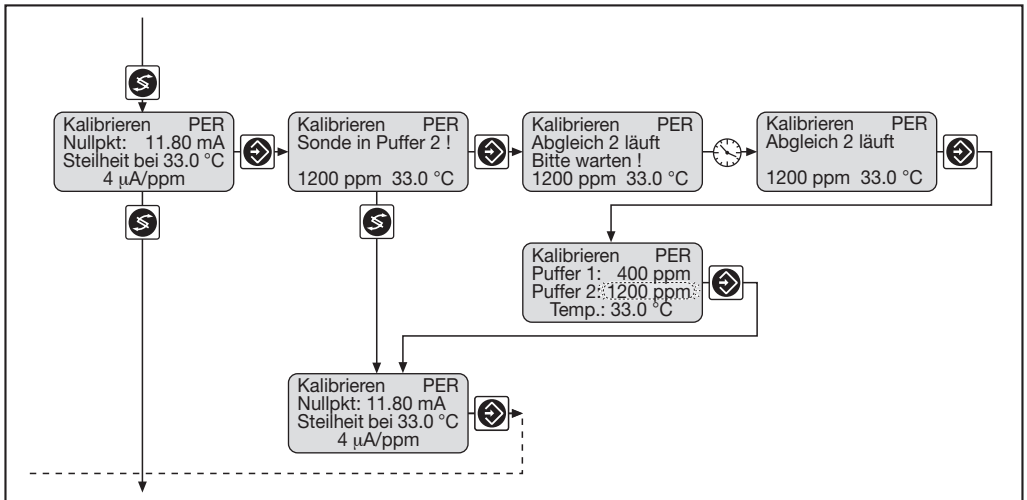 Kalibrieren PER
Nullpkt: 11.80 mA
Steilheit bei 33.0 °C
4 µA/ppm
Kalibrieren PER
Sonde in Puffer 2 !
1200 ppm 33.0 °C
Kalibrieren PER
Abgleich 2 läuft
Bitte warten !
1200 ppm 33.0 °C
Kalibrieren PER
Abgleich 2 läuft
1200 ppm 33.0 °C
Kalibrieren PER
Puffer 1: 400 ppm
Puffer 2: 1200 ppm
Temp.: 33.0 °C
Kalibrieren PER
Nullpkt: 11.80 mA
Steilheit bei 33.0 °C
4 µA/ppm